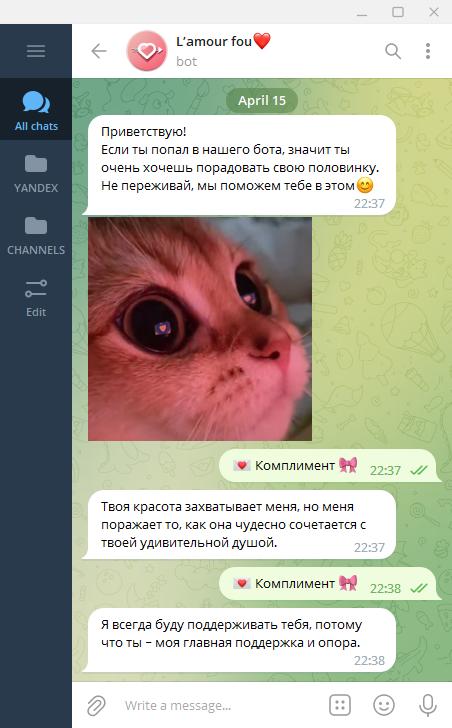 L’amour fou❤️
bot
All chats
YANDEX
CHANNELS
Edit
April 15
Приветствую!
Если ты попал в нашего бота, значит ты
очень хочешь порадовать свою половинку.
Не переживай, мы поможем тебе в этом😊
22:37
💌 Комплимент 🎀 22:37
Твоя красота захватывает меня, но меня
поражает то, как она чудесно сочетается с
твоей удивительной душой.
22:37
💌 Комплимент 🎀 22:38
Я всегда буду поддерживать тебя, потому
что ты – моя главная поддержка и опора.
22:38
Write a message...